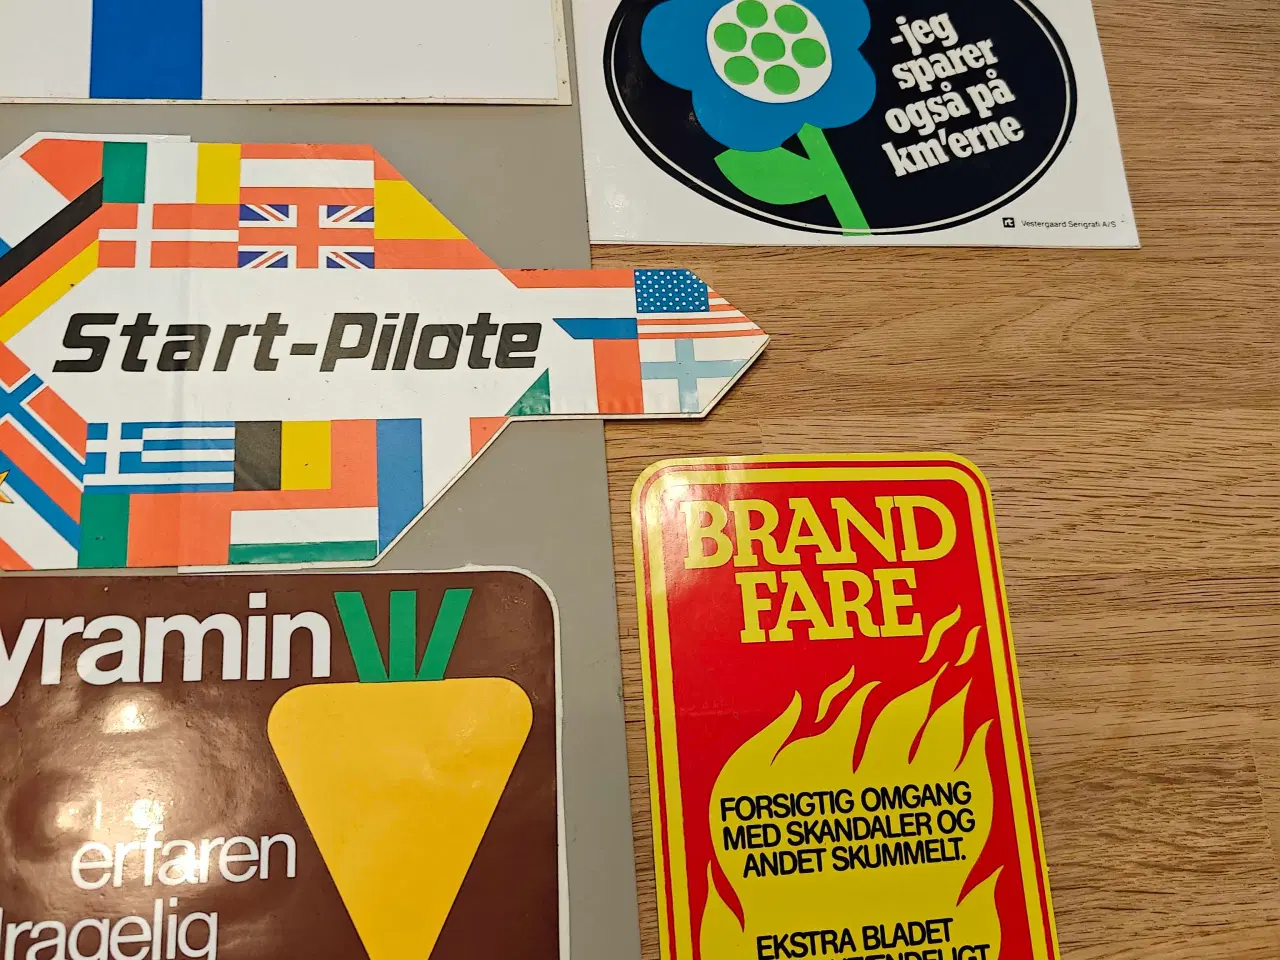 -jeg
sparer
også på
km'erne
Vestergaard Serigrafi A/S
Start-Pilote
BRAND
FARE
yramin
FORSIGTIG OMGANG
MED SKANDALER OG
ANDET SKUMMELT.
erfaren
dragelig
EKSTRA BLADET